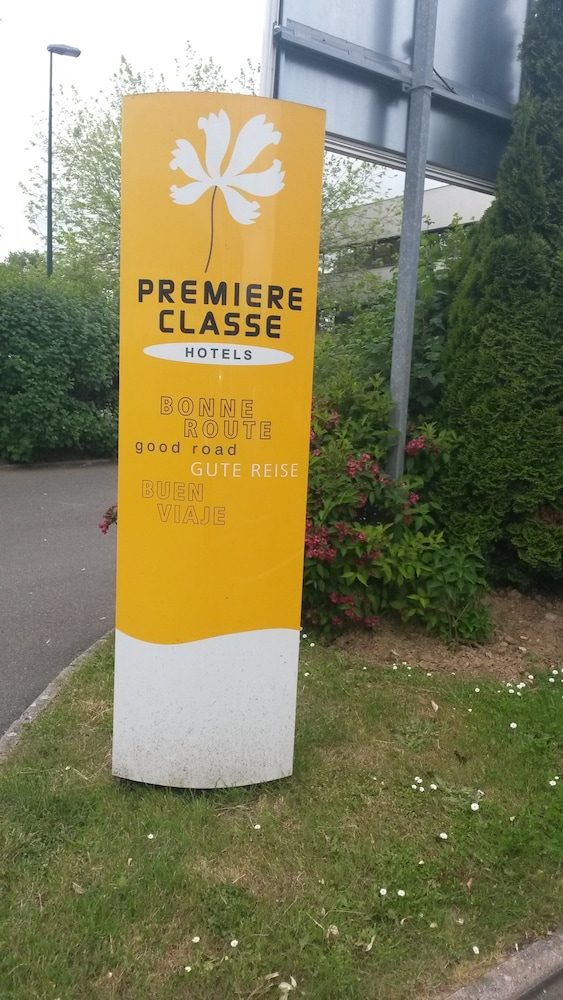 PREMIERE
CLASSE
HOTELS
BONNE
ROUTE
good road
GUTE REISE
BUEN
VIAJE